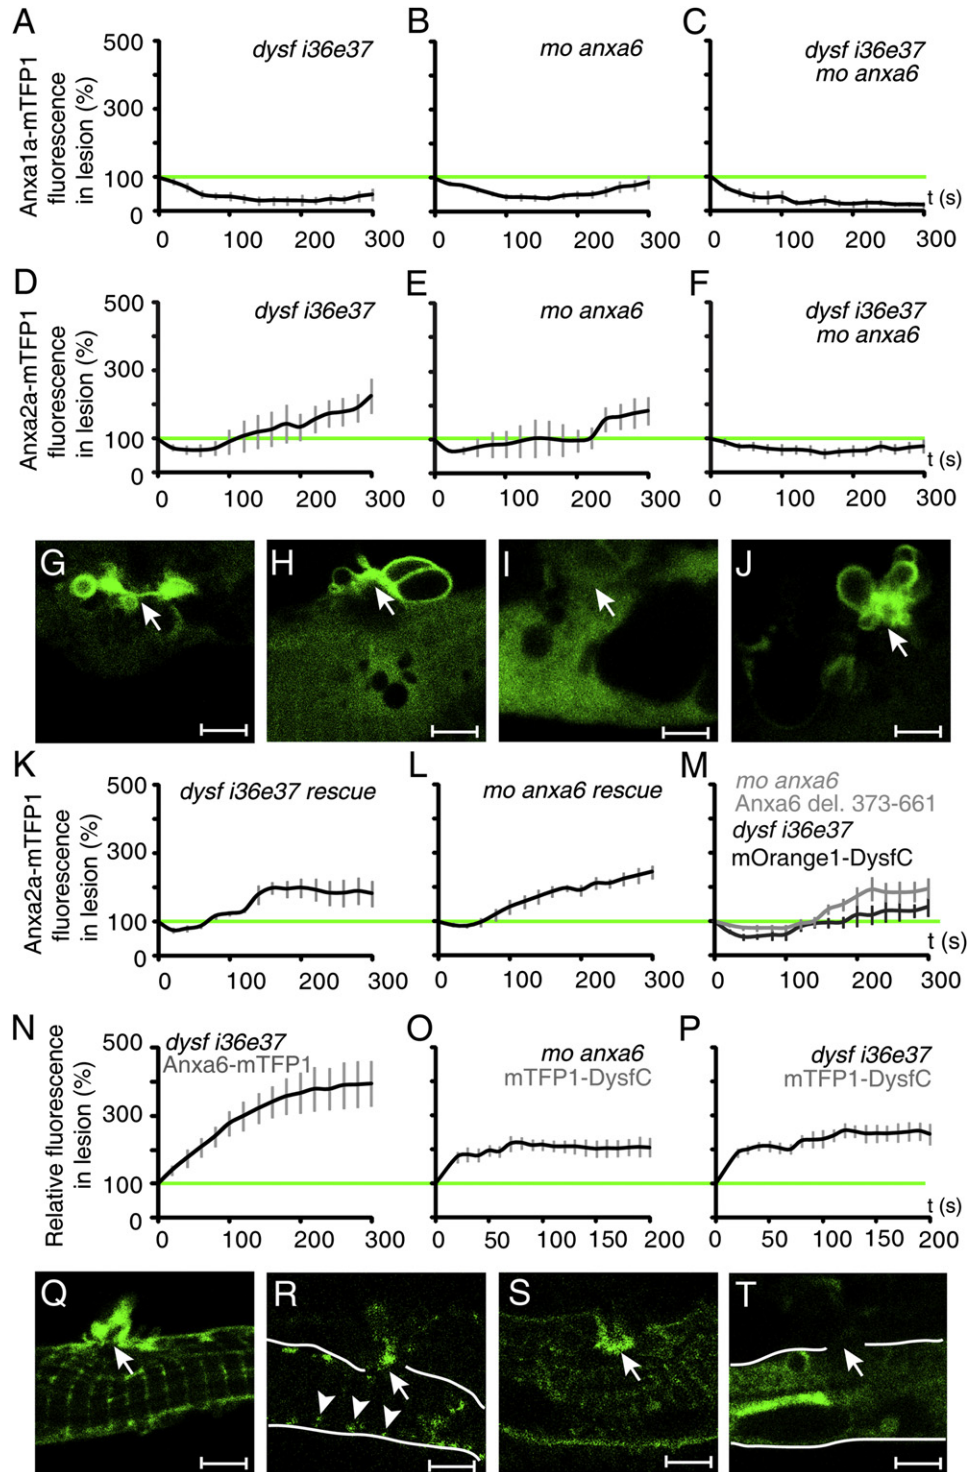 A
B
C
Anxa1a-mTFP1
fluorescence
in lesion (%)
500
300
100
0
dysf i36e37
mo anxa6
dysf i36e37
mo anxa6
t (s)
0 100 200 300
0 100 200 300
0 100 200 300
D
E
F
Anxa2a-mTFP1
fluorescence
in lesion (%)
500
300
100
0
dysf i36e37
mo anxa6
dysf i36e37
mo anxa6
t (s)
0 100 200 300
0 100 200 300
0 100 200 300
G
H
I
J
K
L
M
Anxa2a-mTFP1
fluorescence
in lesion (%)
500
300
100
0
dysf i36e37 rescue
mo anxa6 rescue
mo anxa6
Anxa6 del. 373-661
dysf i36e37
mOrange1-DysfC
t (s)
0 100 200 300
0 100 200 300
0 100 200 300
N
O
P
Relative fluorescence
in lesion (%)
500
300
100
0
dysf i36e37
Anxa6-mTFP1
mo anxa6
mTFP1-DysfC
dysf i36e37
mTFP1-DysfC
t (s)
0 100 200 300
0 50 100 150 200
0 50 100 150 200
Q
R
S
T